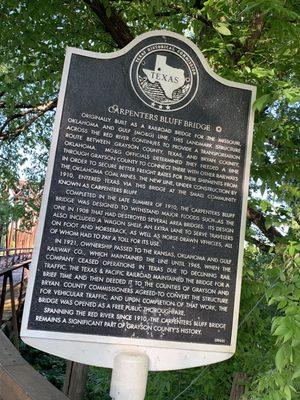 TEXAS HISTORICAL COMMISSION
TEXAS
CARPENTERS BLUFF BRIDGE
ORIGINALLY BUILT AS A RAILROAD BRIDGE FOR THE MISSOURI,
OKLAHOMA AND GULF (MO&G) LINE, THIS LANDMARK STRUCTURE
ACROSS THE RED RIVER CONTINUES TO PROVIDE A TRANSPORTATION
ROUTE BETWEEN GRAYSON COUNTY, TEXAS, AND BRYAN COUNTY,
OKLAHOMA. MO&G OFFICIALS DETERMINED THEY NEEDED A LINE
THROUGH GRAYSON COUNTY TO CONNECT WITH OTHER RAILWAYS
IN ORDER TO SECURE BETTER FREIGHT RATES FOR THEIR SHIPMENTS FROM
THE OKLAHOMA COAL MINES. THE NEW LINE, UNDER CONSTRUCTION BY
1910, ENTERED TEXAS VIA THIS BRIDGE AT THE SMALL COMMUNITY
KNOWN AS CARPENTERS BLUFF.
COMPLETED IN THE LATE SUMMER OF 1910, THE CARPENTERS BLUFF
BRIDGE WAS DESIGNED TO WITHSTAND MAJOR FLOODS SUCH AS THE
ONE IN 1908 THAT HAD DESTROYED SEVERAL AREA BRIDGES. ITS DESIGN
ALSO INCLUDED A WAGON SHELF, AN EXTRA LANE TO SERVE TRAVELERS
ON FOOT AND HORSEBACK, AS WELL AS HORSE-DRAWN VEHICLES, ALL
OF WHOM HAD TO PAY A TOLL FOR ITS USE.
IN 1921, OWNERSHIP PASSED TO THE KANSAS, OKLAHOMA AND GULF
RAILWAY CO., WHICH MAINTAINED THE LINE UNTIL 1965, WHEN THE
COMPANY CEASED OPERATIONS IN TEXAS DUE TO DECLINING RAIL
TRAFFIC. THE TEXAS & PACIFIC RAILROAD MAINTAINED THE BRIDGE FOR A
BRIEF TIME AND THEN DEEDED IT TO THE COUNTIES OF GRAYSON AND
BRYAN. COUNTY COMMISSIONERS AGREED TO CONVERT THE STRUCTURE
FOR VEHICULAR TRAFFIC, AND UPON COMPLETION OF THAT WORK, THE
BRIDGE WAS OPENED AS A FREE PUBLIC THOROUGHFARE.
SPANNING THE RED RIVER SINCE 1910, THE CARPENTERS BLUFF BRIDGE
REMAINS A SIGNIFICANT PART OF GRAYSON COUNTY'S HISTORY.